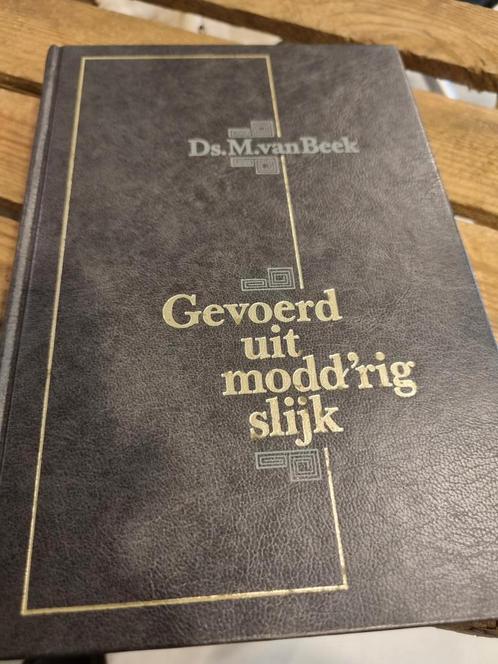 Ds. M. van Beek
Gevoerd
uit
modd'rig
slijk